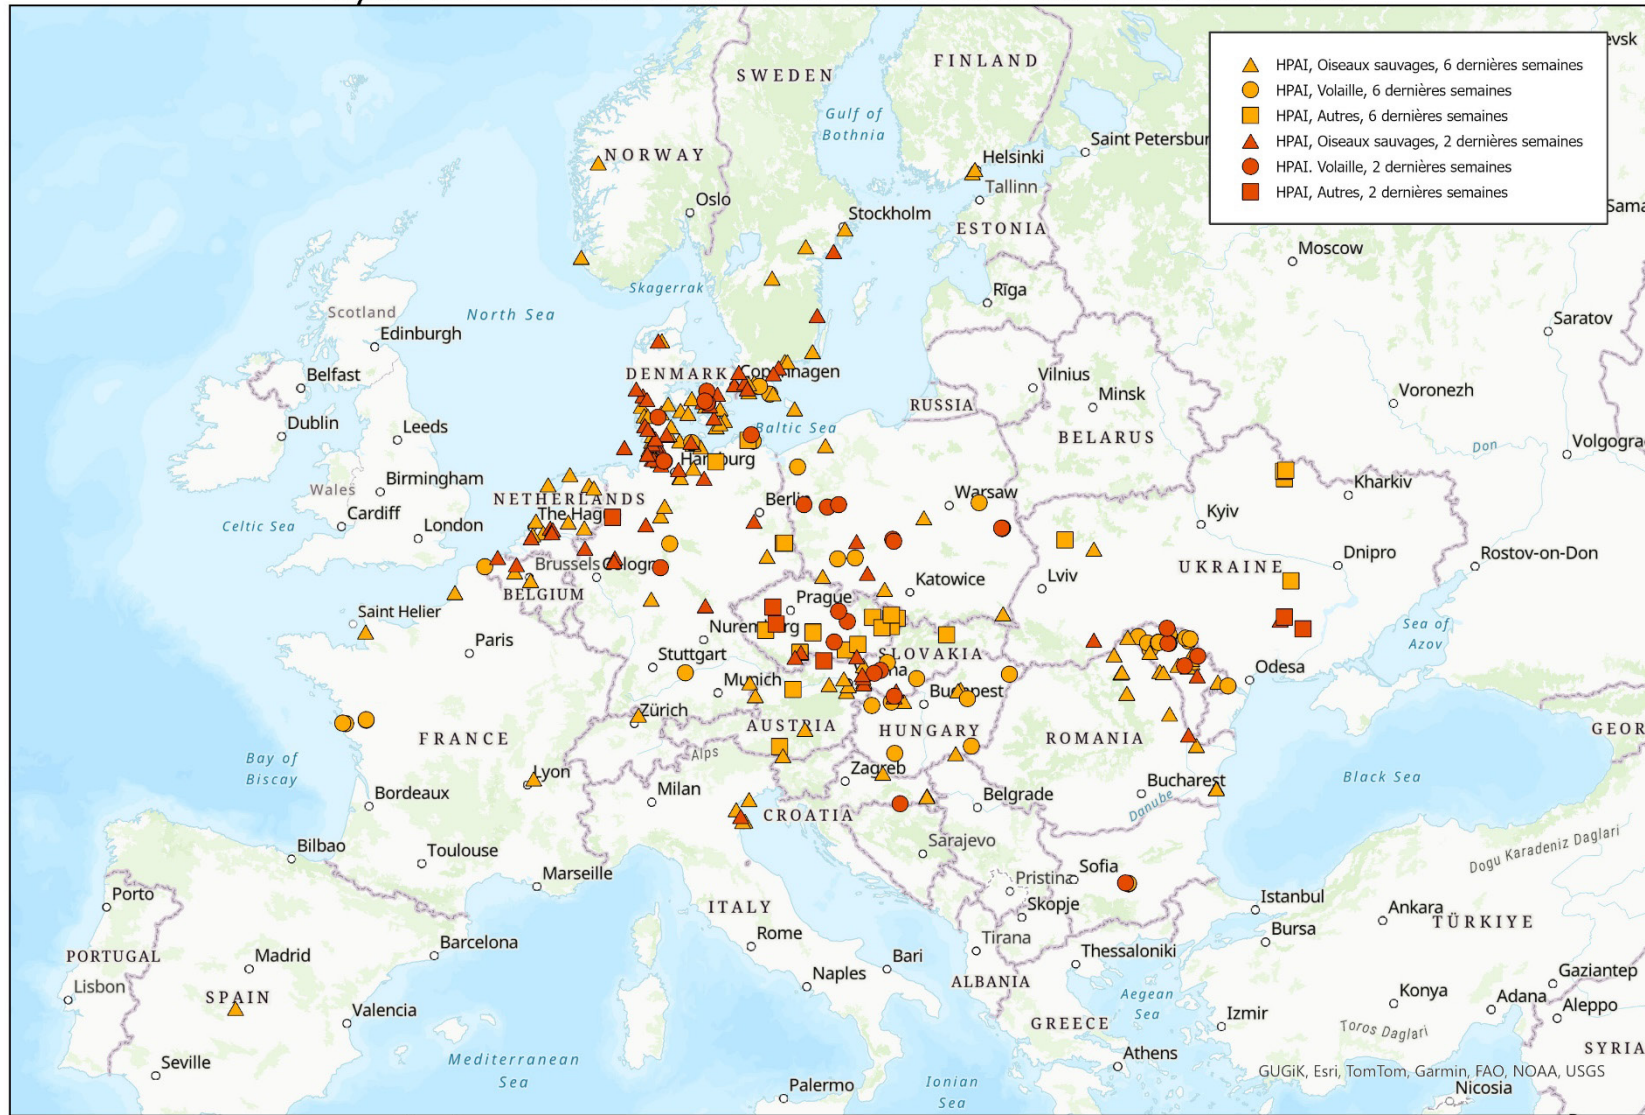 HPAI, Oiseaux sauvages, 6 dernières semaines
HPAI, Volaille, 6 dernières semaines
HPAI, Autres, 6 dernières semaines
HPAI, Oiseaux sauvages, 2 dernières semaines
HPAI. Volaille, 2 dernières semaines
HPAI, Autres, 2 dernières semaines
evsk
FINLAND
SWEDEN
Gulf of
Bothnia
Saint Petersbur
NORWAY
Helsinki
Tallinn
Oslo
Stockholm
Sama
ESTONIA
Moscow
Skagerrak
Rīga
Scotland
North Sea
Saratov
Edinburgh
Belfast
DENMARK
Copenhagen
Vilnius
Minsk
Voronezh
RUSSIA
Dublin
Leeds
Baltic Sea
BELARUS
Don
Volgograd
Hamburg
Birmingham
Wales
NETHERLANDS
Berlin
Warsaw
Kharkiv
The Hag
Cardiff
Celtic Sea
London
Kyiv
Dnipro
Rostov-on-Don
Brussels
Cologn
UKRAINE
Katowice
Lviv
BELGIUM
Prague
Saint Helier
Paris
Nuremberg
Sea of
Azov
Stuttgart
SLOVAKIA
Odesa
Munich
Budapest
Zürich
AUSTRIA
HUNGARY
GEOR
FRANCE
ROMANIA
Alps
Bay of
Biscay
Lyon
Zagreb
Black Sea
Bucharest
Milan
Belgrade
Danube
Bordeaux
CROATIA
Bilbao
Sarajevo
Dogu Karadeniz Daglari
Toulouse
Sofia
Marseille
Pristina
Porto
Istanbul
ITALY
Skopje
Ankara
TÜRKIYE
Rome
Tirana
Bursa
Barcelona
PORTUGAL
Madrid
Bari
Thessaloniki
Naples
ALBANIA
Gaziantep
Lisbon
SPAIN
Aegean
Sea
Konya
Adana
Aleppo
Valencia
GREECE
Izmir
Toros Daglari
Athens
SYRIA
Seville
Mediterranean
Sea
GUGiK, Esri, TomTom, Garmin, FAO, NOAA, USGS
Palermo
Ionian
Sea
Nicosia